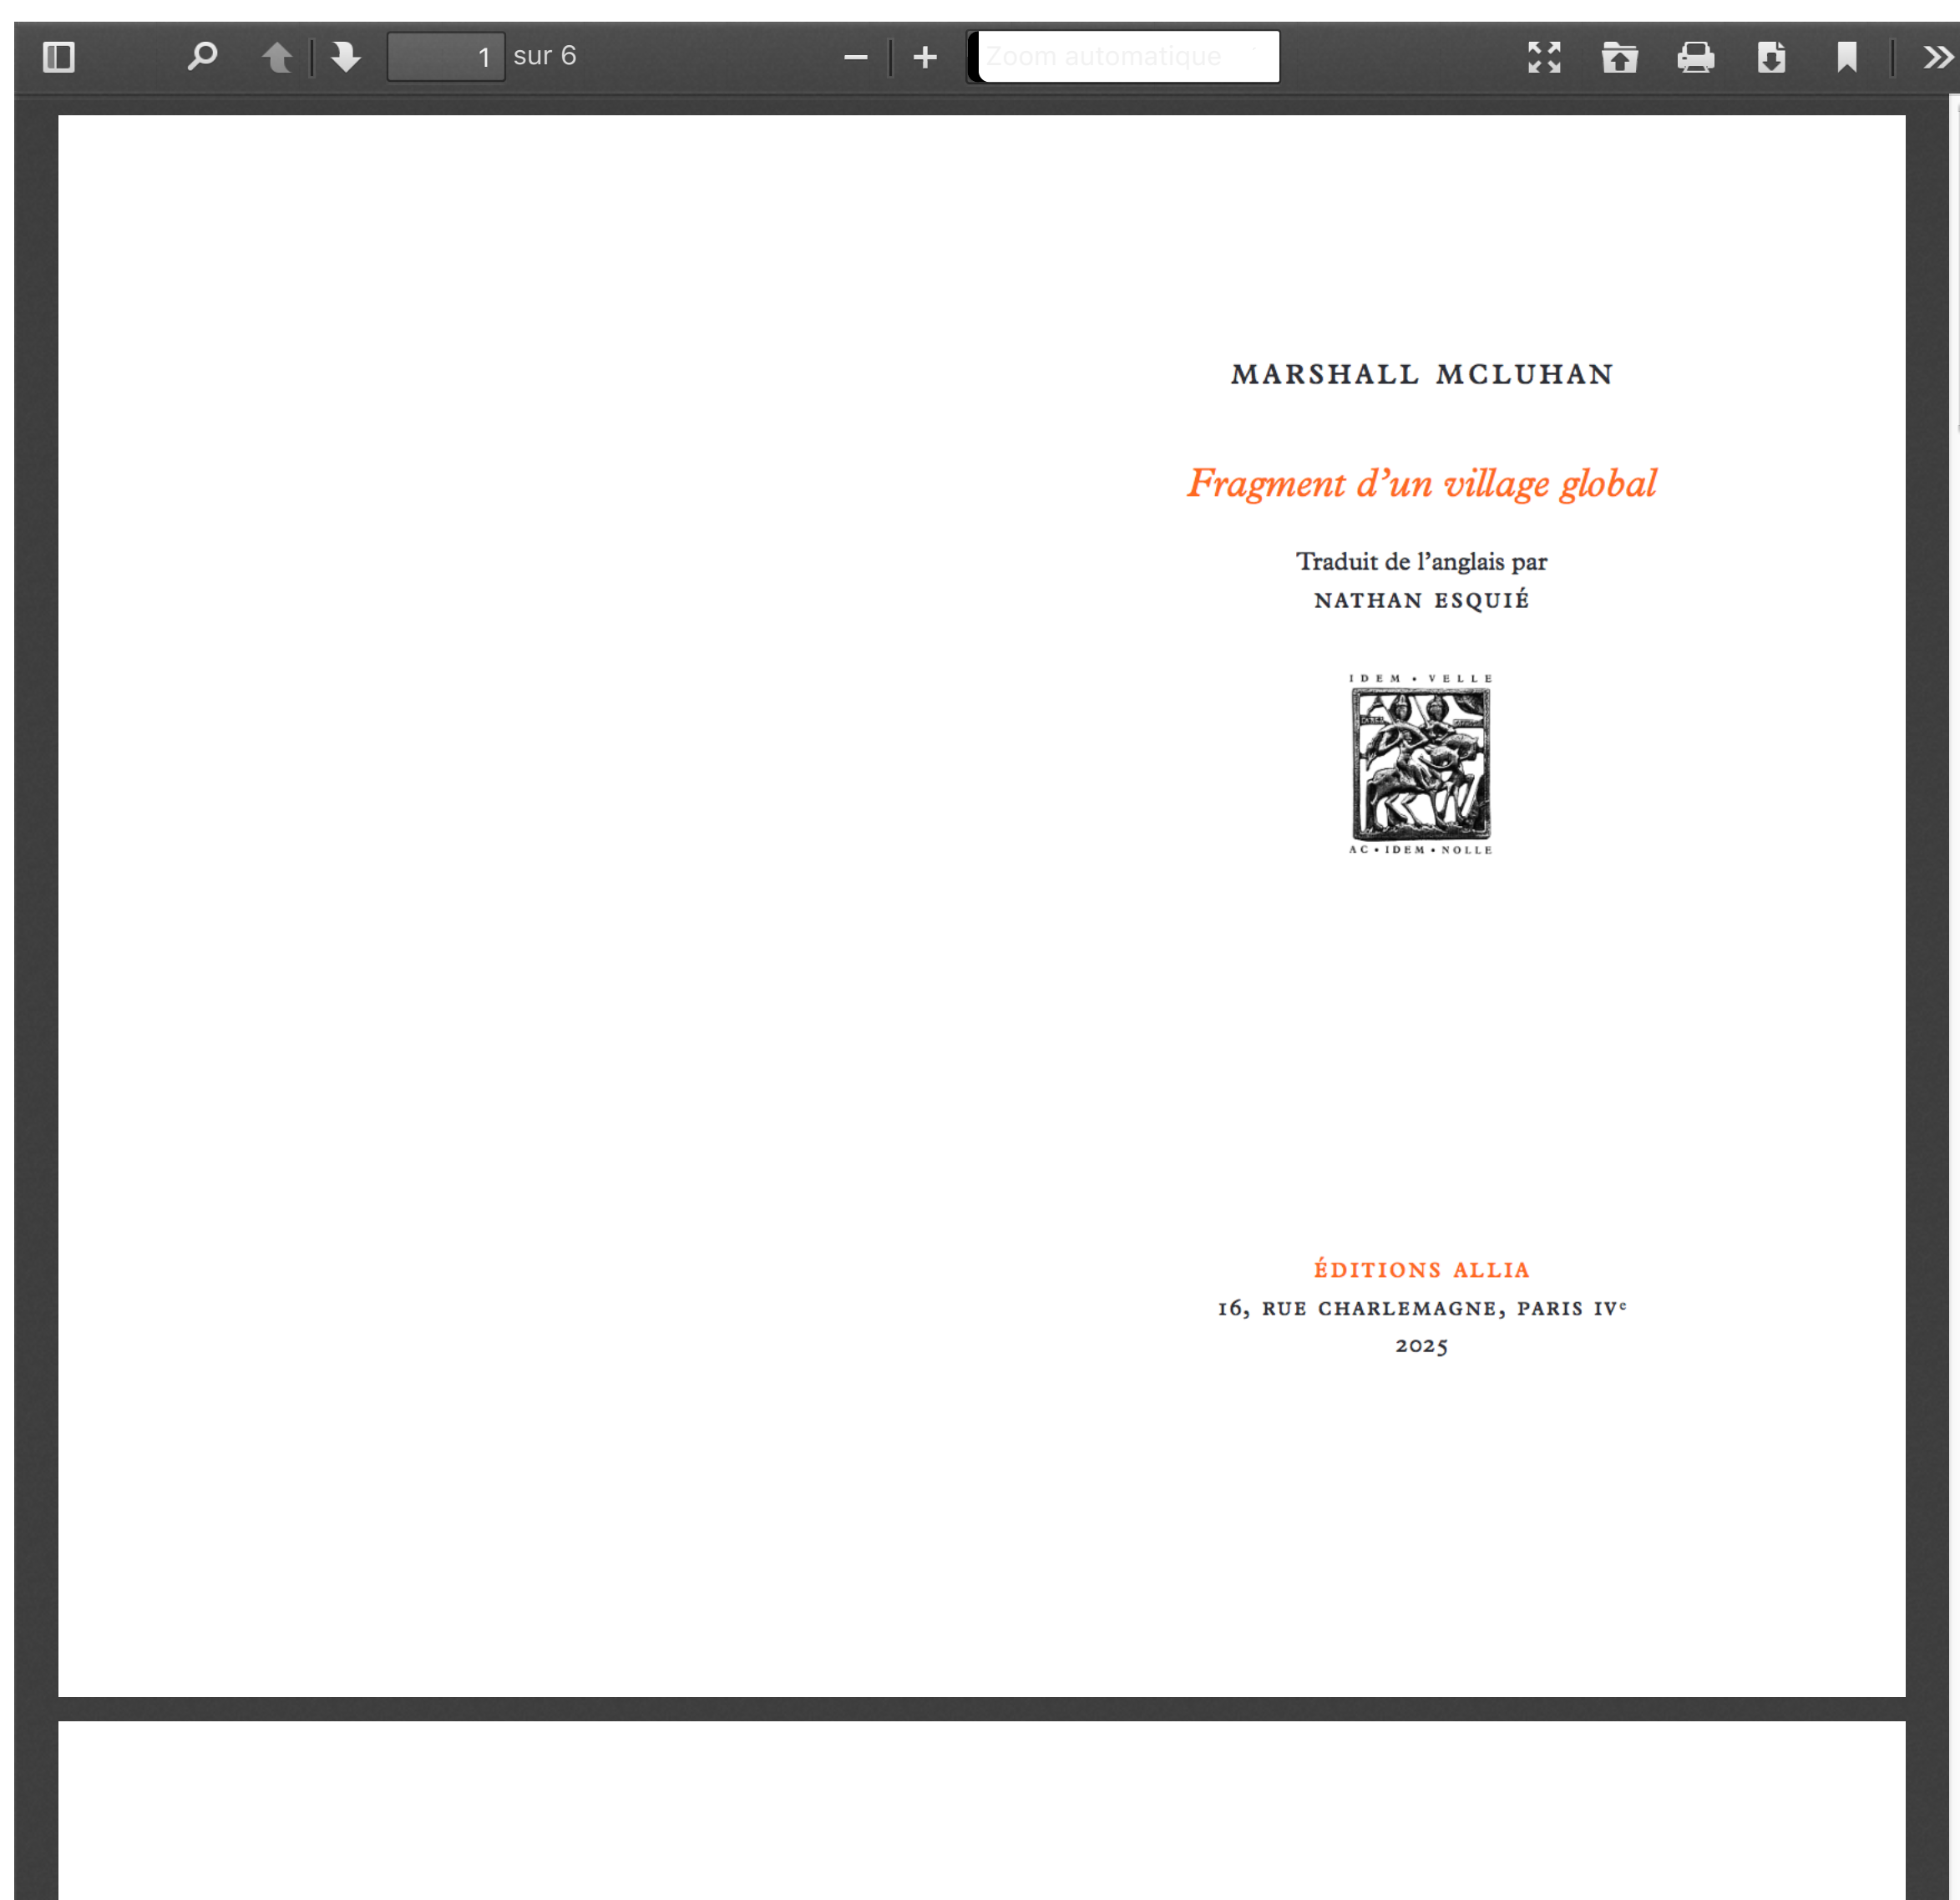 1 sur 6 Zoom automatique
MARSHALL MCLUHAN
Fragment d’un village global
Traduit de l’anglais par
NATHAN ESQUIÉ
IDEM • VELLE
AC • IDEM • NOLLE
ÉDITIONS ALLIA
16, RUE CHARLEMAGNE, PARIS IVe
2025